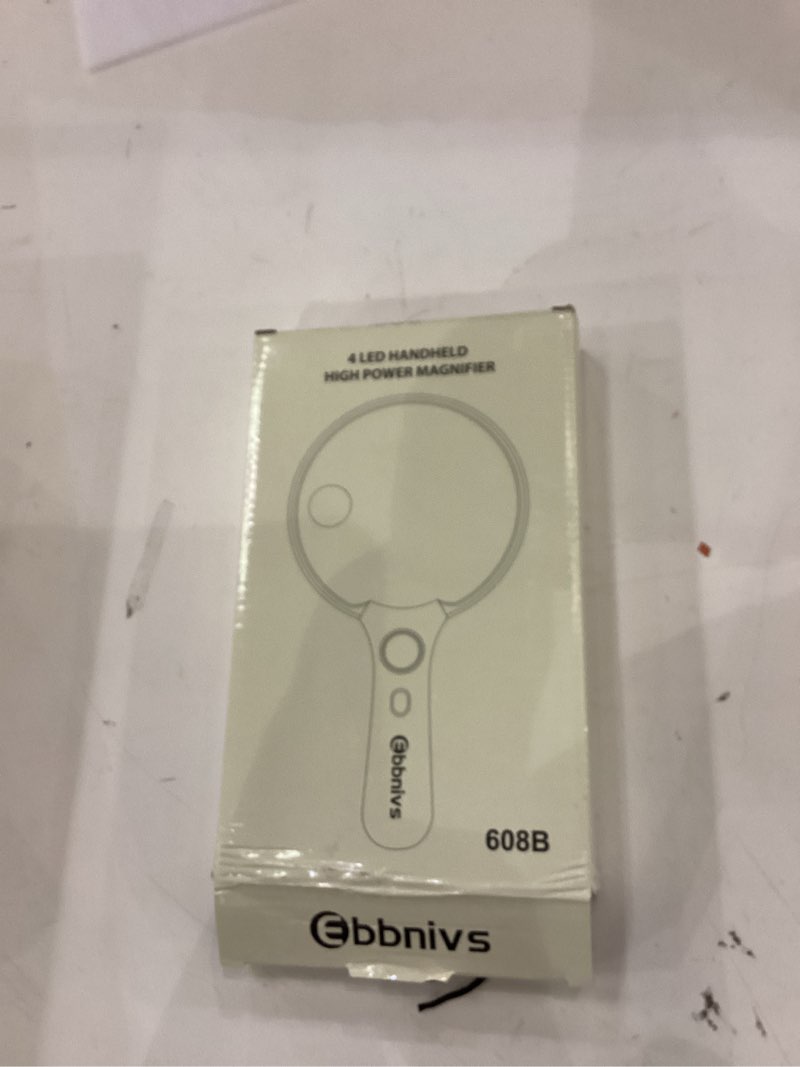 4 LED HANDHELD
HIGH POWER MAGNIFIER
Ebbnivs
608B
Ebbnivs